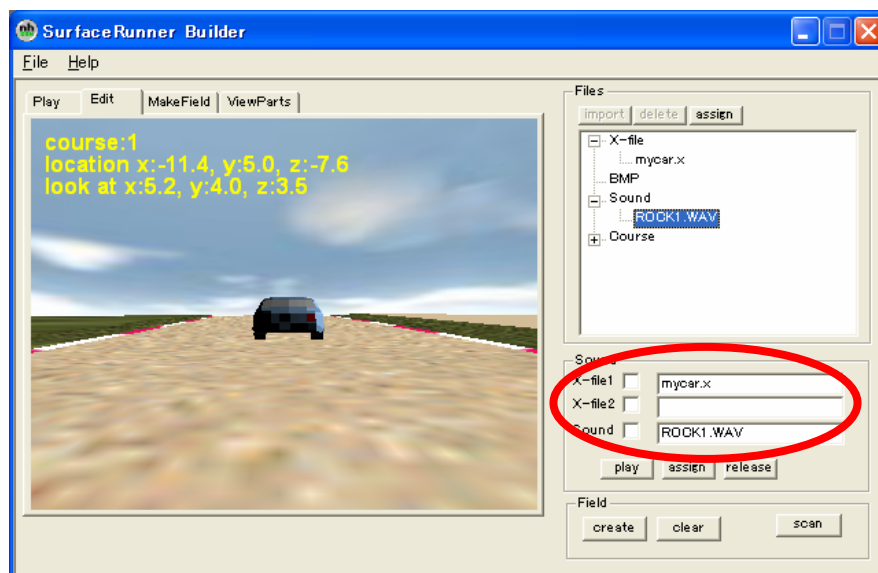 SurfaceRunner Builder
File Help
Play Edit MakeField ViewParts
course:1
location x:-11.4, y:5.0, z:-7.6
look at x:5.2, y:4.0, z:3.5
Files
import delete assign
X-file
mycar.x
BMP
Sound
ROCK1.WAV
Course
Sound
X-file1 mycar.x
X-file2
Sound ROCK1.WAV
play assign release
Field
create clear scan